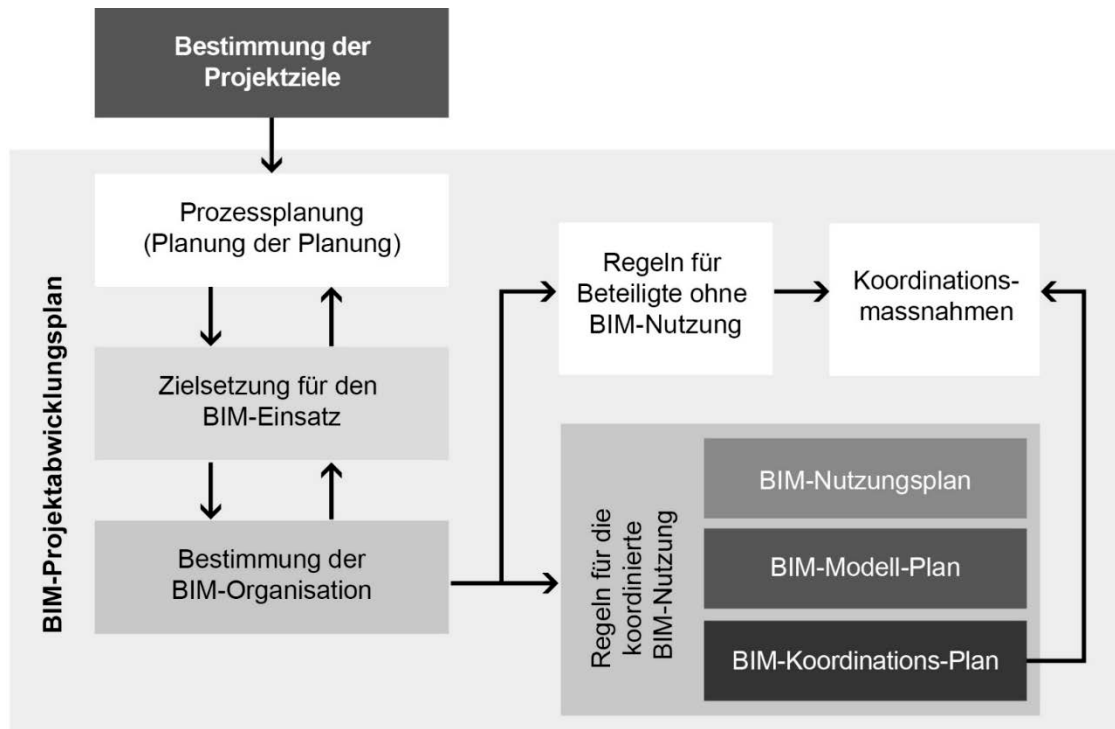 Bestimmung der
Projektziele
BIM-Projektabwicklungsplan
Prozessplanung
(Planung der Planung)
Zielsetzung für den
BIM-Einsatz
Bestimmung der
BIM-Organisation
Regeln für
Beteiligte ohne
BIM-Nutzung
Koordinations-
massnahmen
Regeln für die
koordinierte
BIM-Nutzung
BIM-Nutzungsplan
BIM-Modell-Plan
BIM-Koordinations-Plan